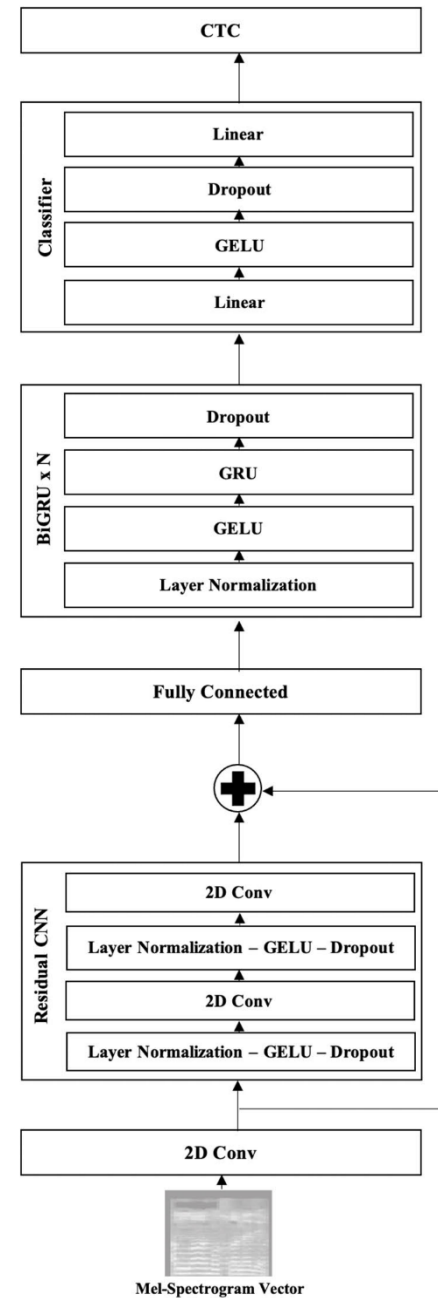 CTC
Classifier
Linear
Dropout
GELU
Linear
BiGRU x N
Dropout
GRU
GELU
Layer Normalization
Fully Connected
Residual CNN
2D Conv
Layer Normalization – GELU – Dropout
2D Conv
Layer Normalization – GELU – Dropout
2D Conv
Mel-Spectrogram Vector